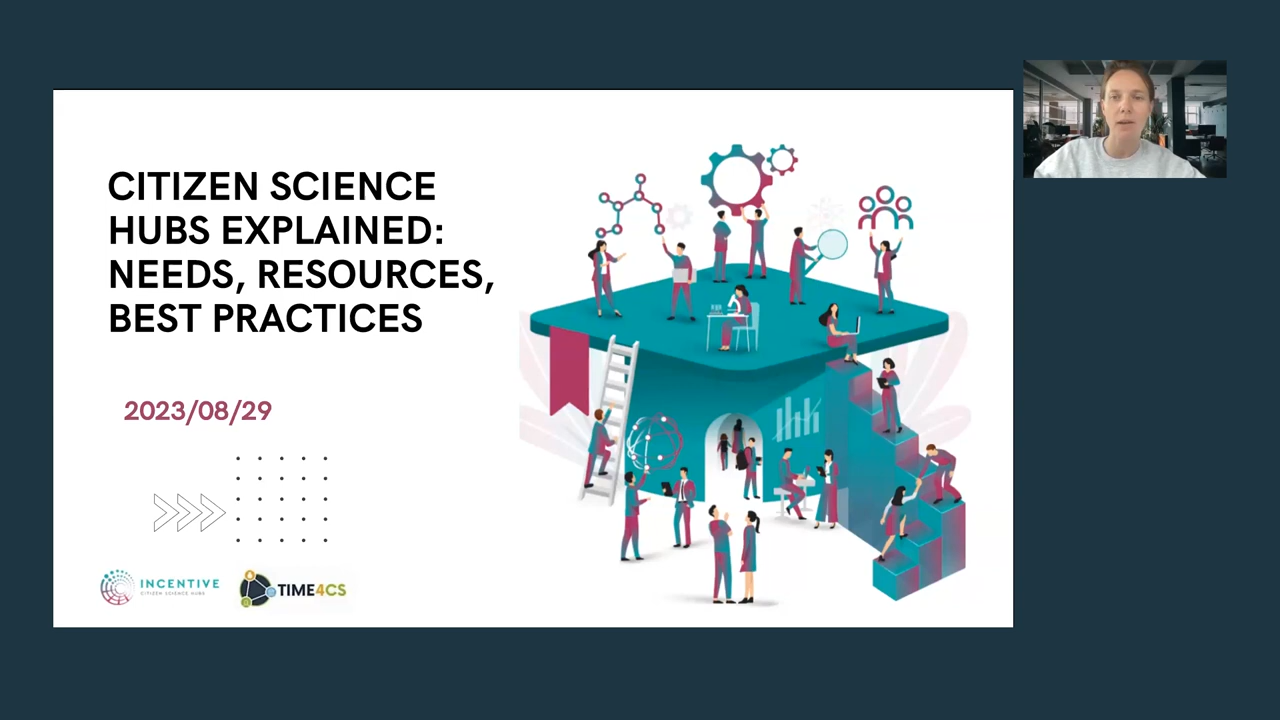 CITIZEN SCIENCE
HUBS EXPLAINED:
NEEDS, RESOURCES,
BEST PRACTICES
2023/08/29
INCENTIVE
CITIZEN SCIENCE HUBS
TIME4CS